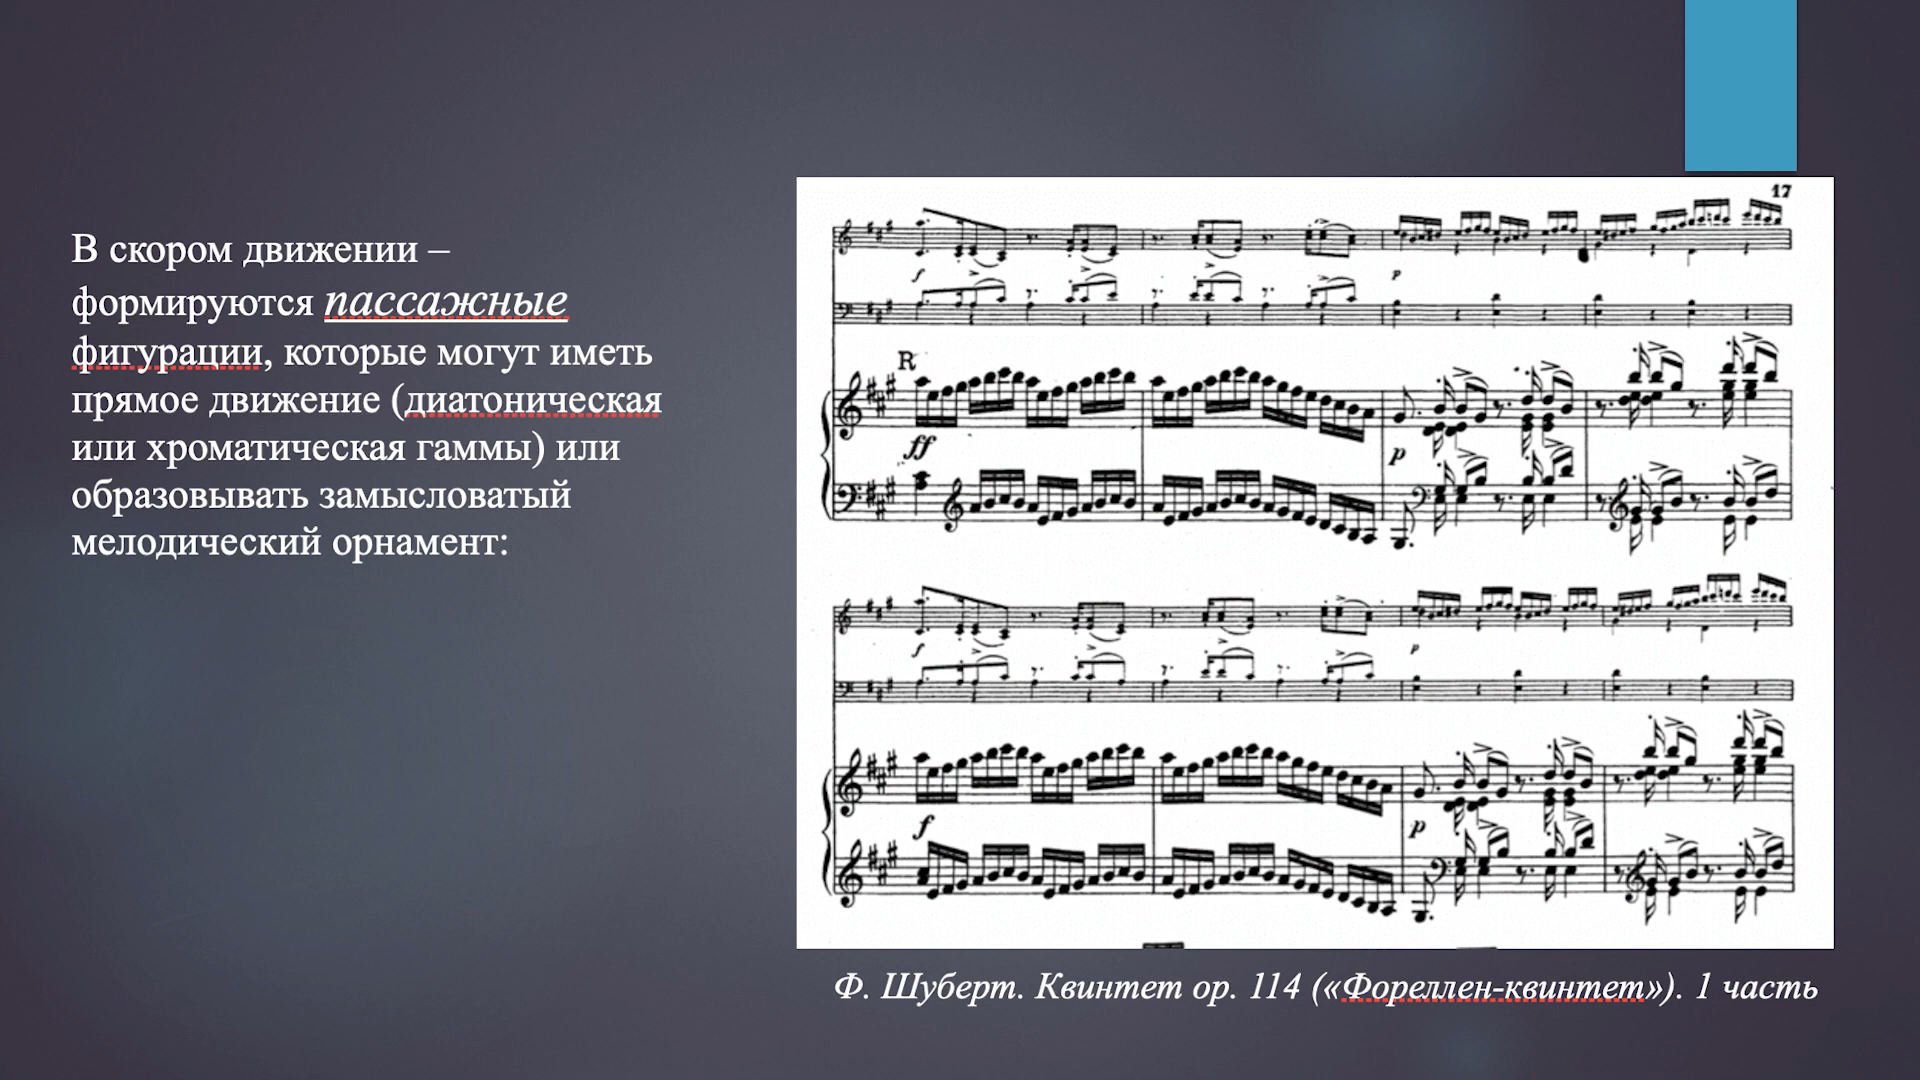 В скором движении –
формируются пассажные
фигурации, которые могут иметь
прямое движение (диатоническая
или хроматическая гаммы) или
образовывать замысловатый
мелодический орнамент:
17
f
p
R
ff
p
f
p
f
p
Ф. Шуберт. Квинтет ор. 114 («Фореллен-квинтет»). 1 часть